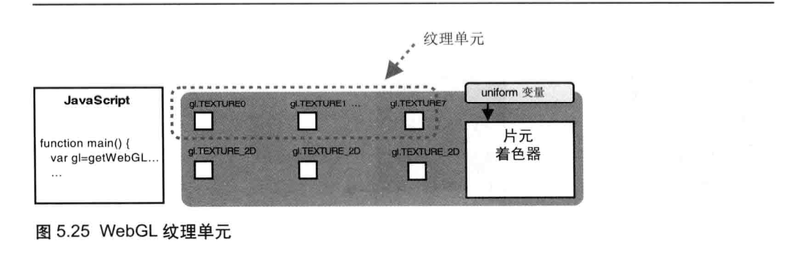 纹理单元
JavaScript
function main() {
var gl=getWebGL...
...
gl.TEXTURE0
gl.TEXTURE1 ...
gl.TEXTURE7
gl.TEXTURE_2D
gl.TEXTURE_2D
gl.TEXTURE_2D
uniform 变量
片元
着色器
图 5.25 WebGL 纹理单元